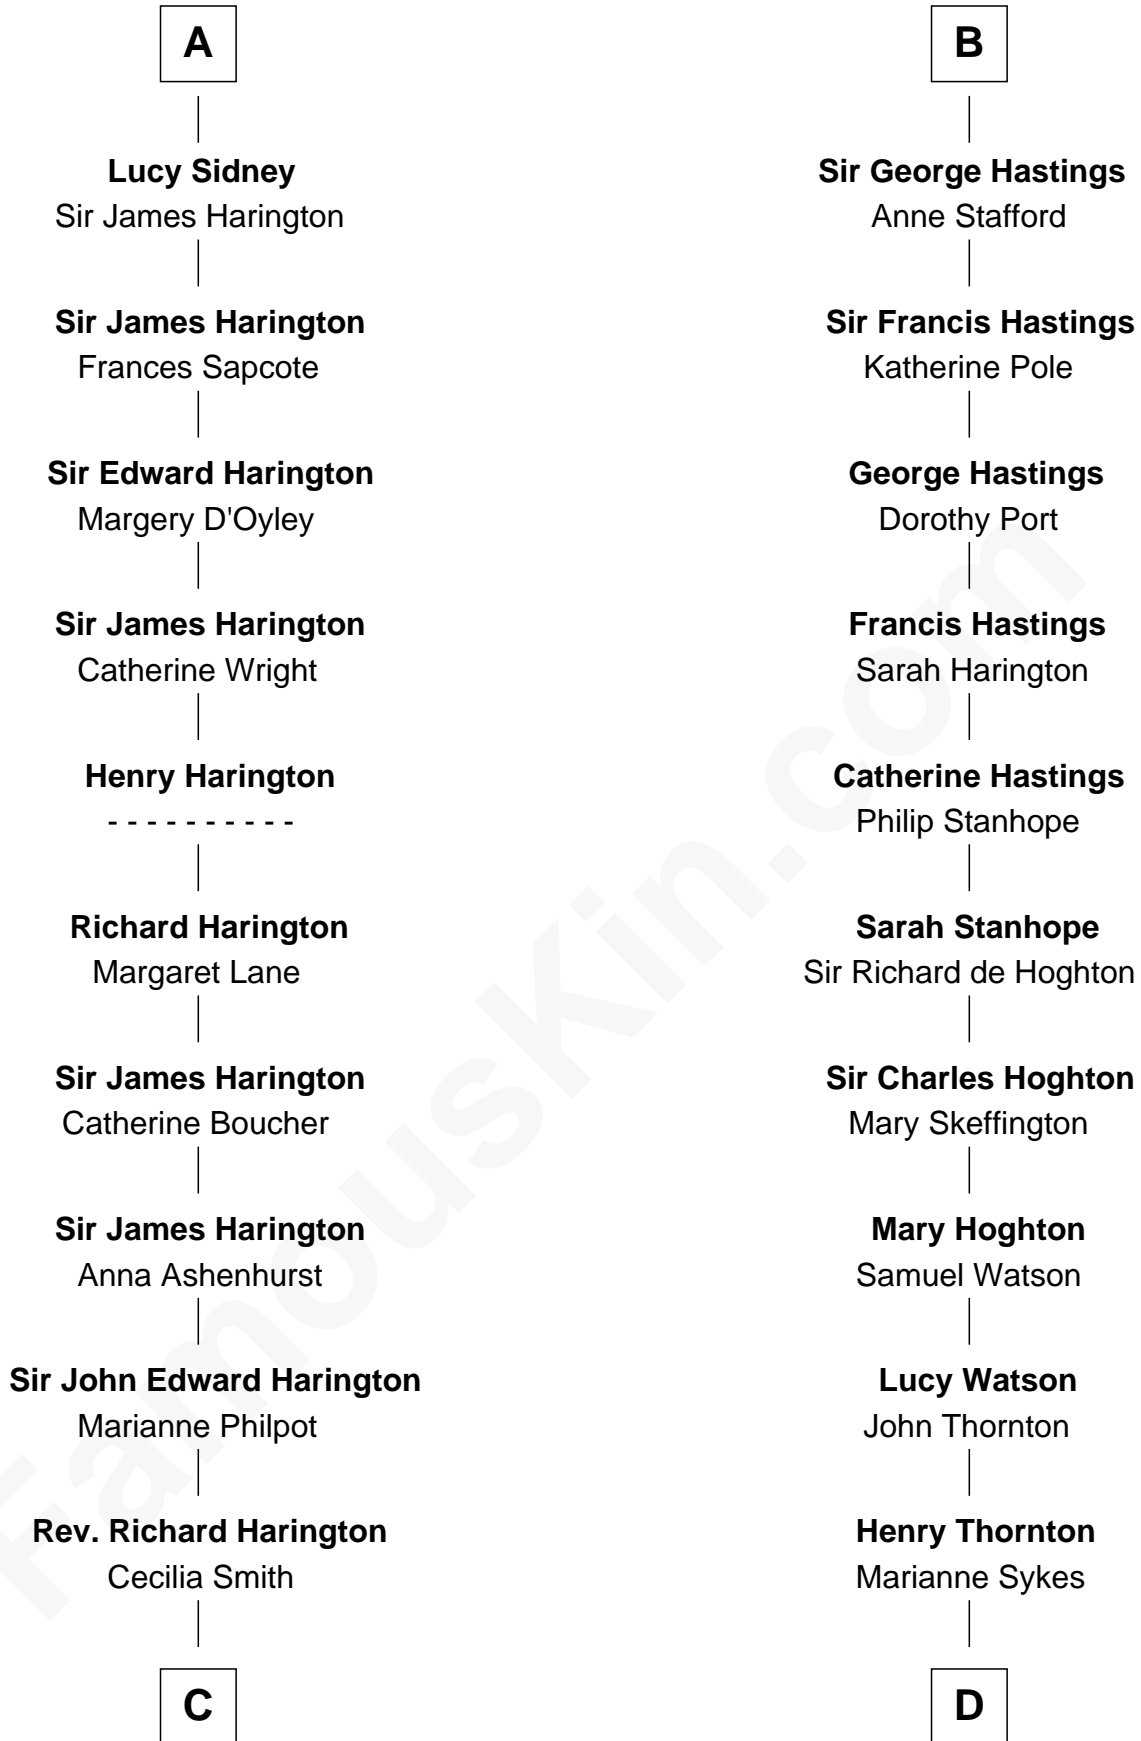 A
Lucy Sidney
Sir James Harington
Sir James Harington
Frances Sapcote
Sir Edward Harington
Margery D'Oyley
Sir James Harington
Catherine Wright
Henry Harington
- - - - - - - - - -
Richard Harington
Margaret Lane
Sir James Harington
Catherine Boucher
Sir James Harington
Anna Ashenhurst
Sir John Edward Harington
Marianne Philpot
Rev. Richard Harington
Cecilia Smith
C
B
Sir George Hastings
Anne Stafford
Sir Francis Hastings
Katherine Pole
George Hastings
Dorothy Port
Francis Hastings
Sarah Harington
Catherine Hastings
Philip Stanhope
Sarah Stanhope
Sir Richard de Hoghton
Sir Charles Hoghton
Mary Skeffington
Mary Hoghton
Samuel Watson
Lucy Watson
John Thornton
Henry Thornton
Marianne Sykes
D
FamousKin.com